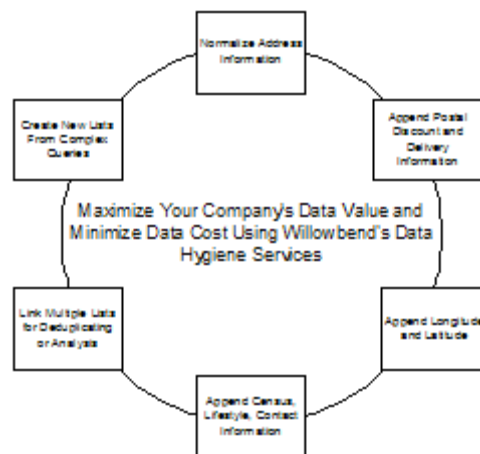 Normalize Address
Information
Append Postal
Discount and
Delivery
Information
Create New Lists
From Complex
Queries
Maximize Your Company's Data Value and
Minimize Data Cost Using Willowbend's Data
Hygiene Services
Append Longitude
and Latitude
Link Multiple Lists
for Deduplicating
or Analysis
Append Census,
Lifestyle, Contact
Information